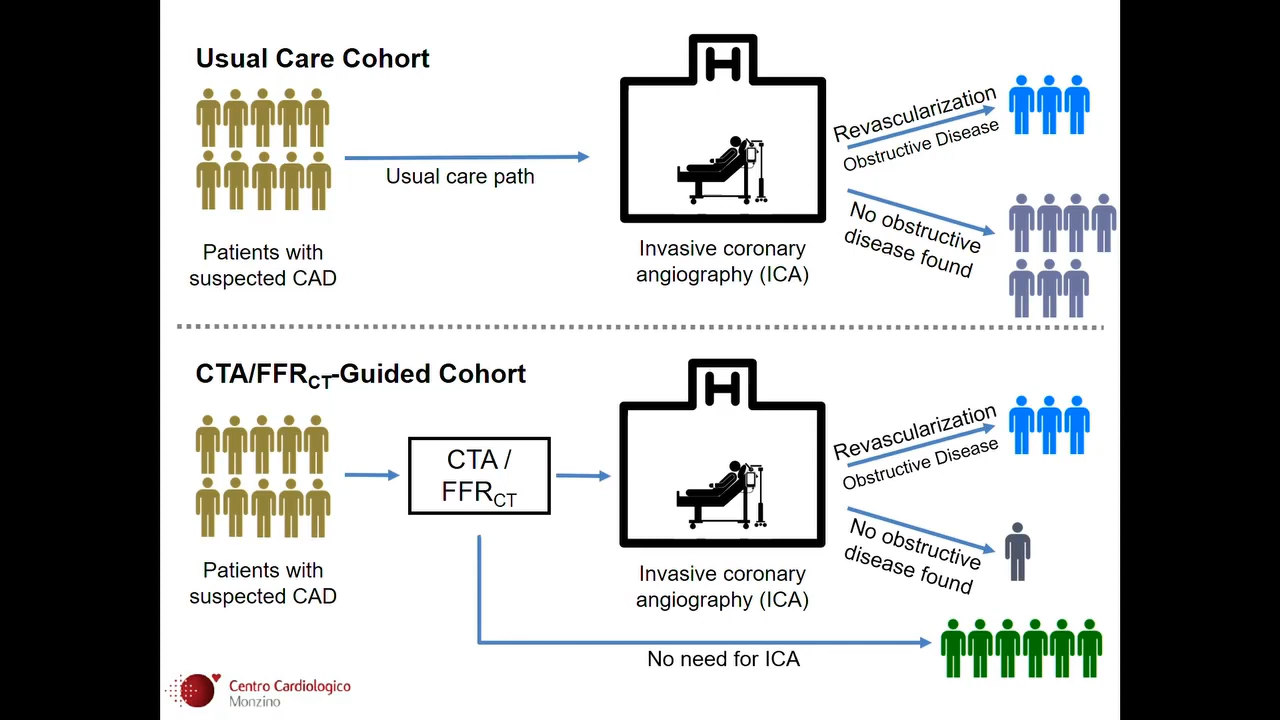 Usual Care Cohort
H
Usual care path
Patients with
suspected CAD
Invasive coronary
angiography (ICA)
Revascularization
Obstructive Disease
No obstructive
disease found
CTA/FFRCT-Guided Cohort
H
CTA /
FFRCT
Patients with
suspected CAD
Invasive coronary
angiography (ICA)
Revascularization
Obstructive Disease
No obstructive
disease found
No need for ICA
Centro Cardiologico
Monzino